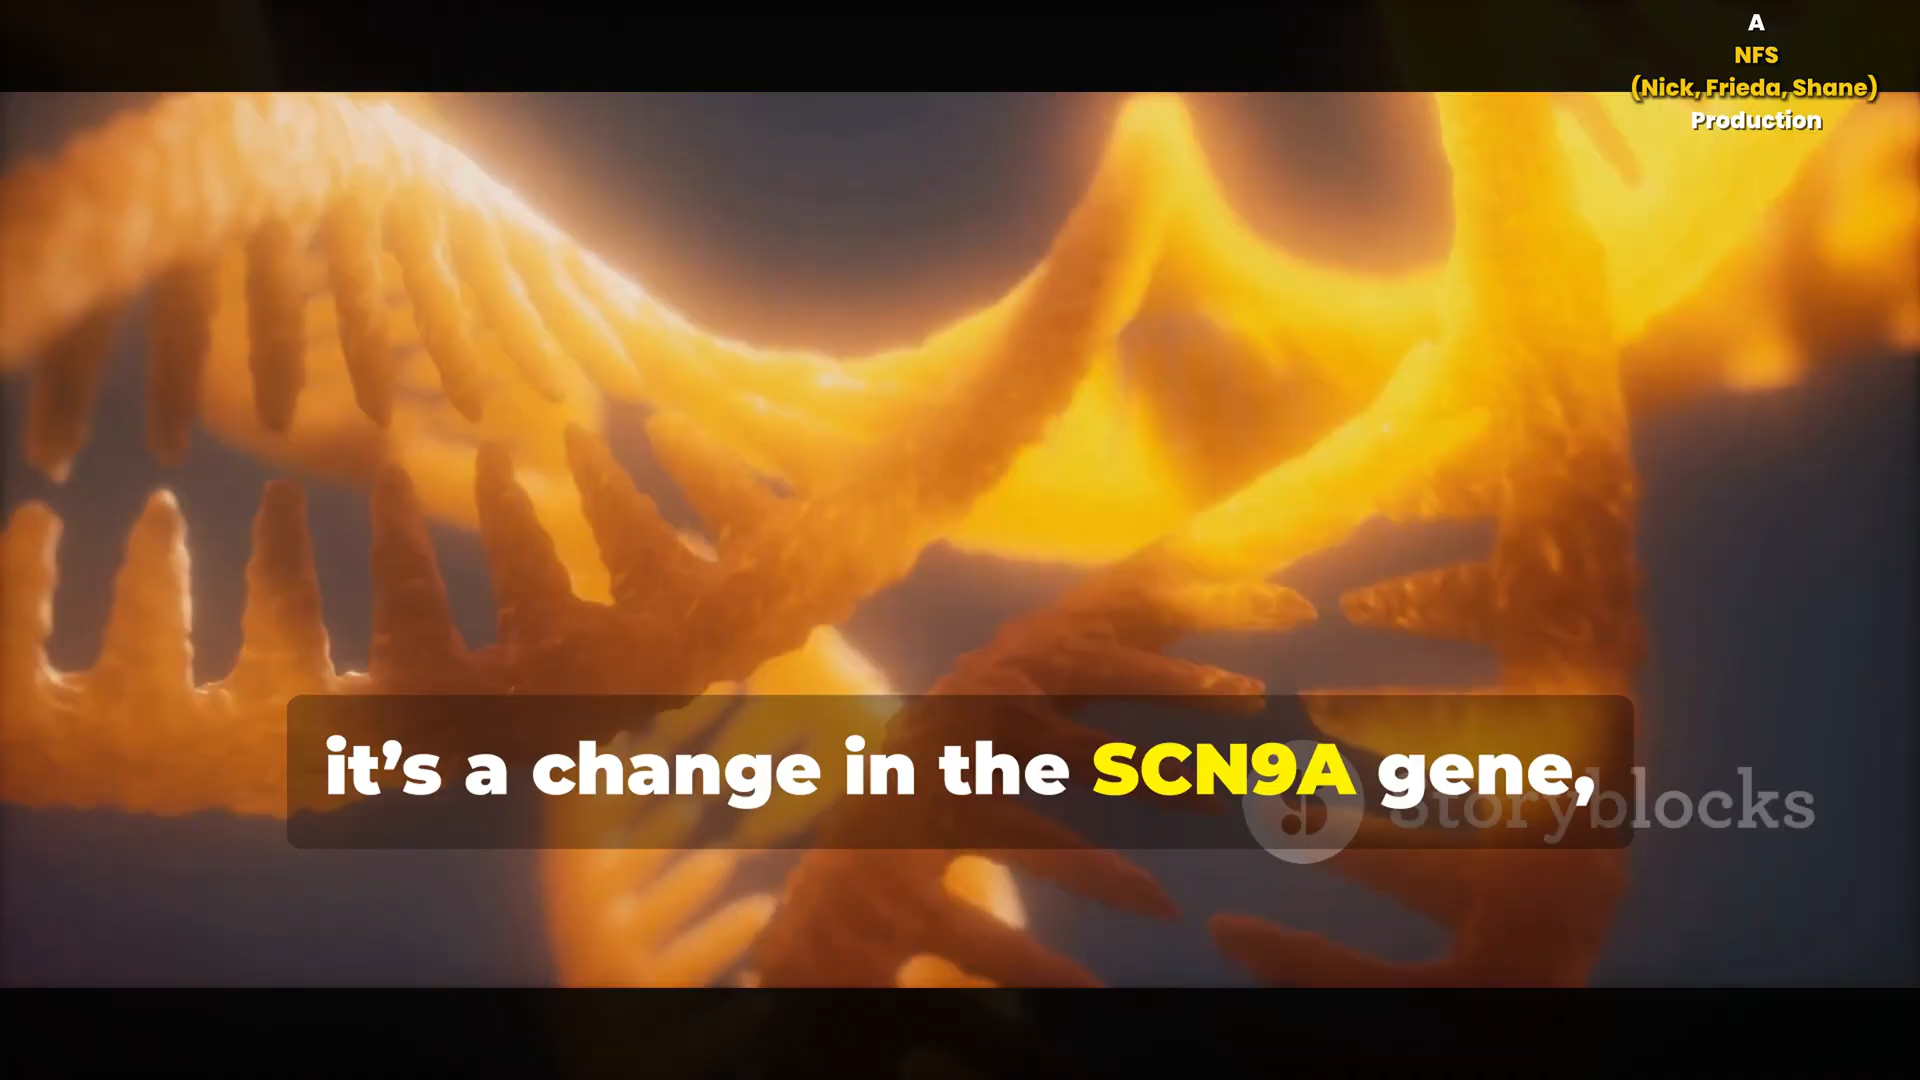 A
NFS
(Nick, Frieda, Shane)
Production
it’s a change in the SCN9A gene,
Storyblocks